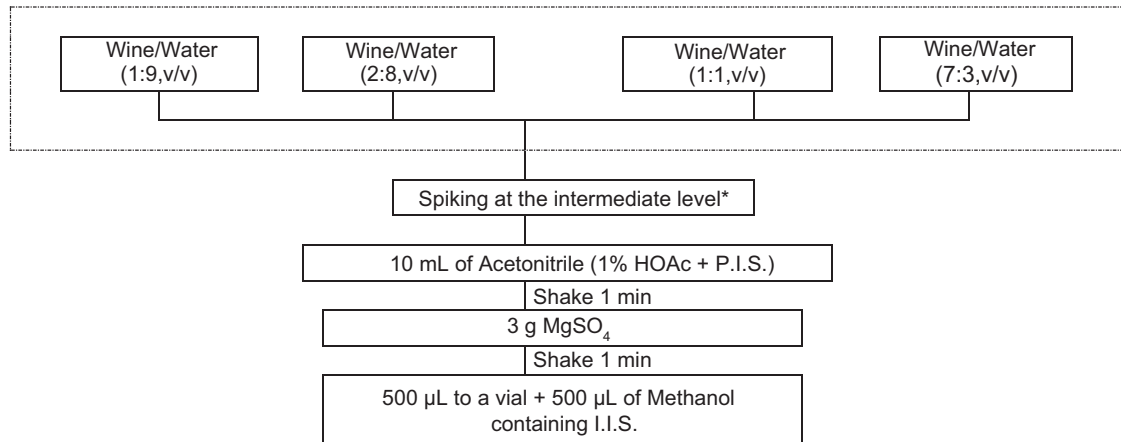 Wine/Water
(1:9,v/v)
Wine/Water
(2:8,v/v)
Wine/Water
(1:1,v/v)
Wine/Water
(7:3,v/v)
Spiking at the intermediate level*
10 mL of Acetonitrile (1% HOAc + P.I.S.)
Shake 1 min
3 g MgSO₄
Shake 1 min
500 µL to a vial + 500 µL of Methanol
containing I.I.S.